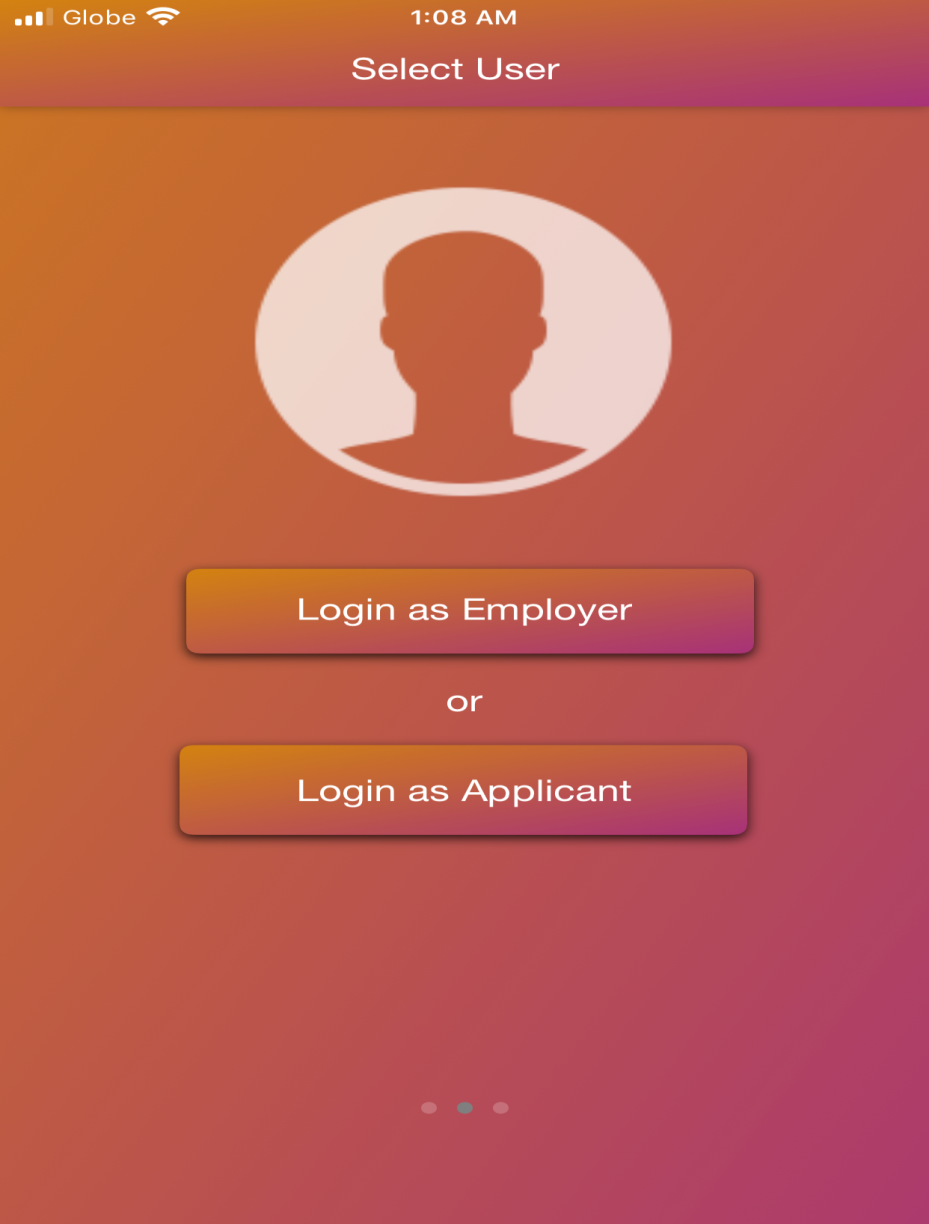 Globe 1:08 AM
Select User
Login as Employer
or
Login as Applicant